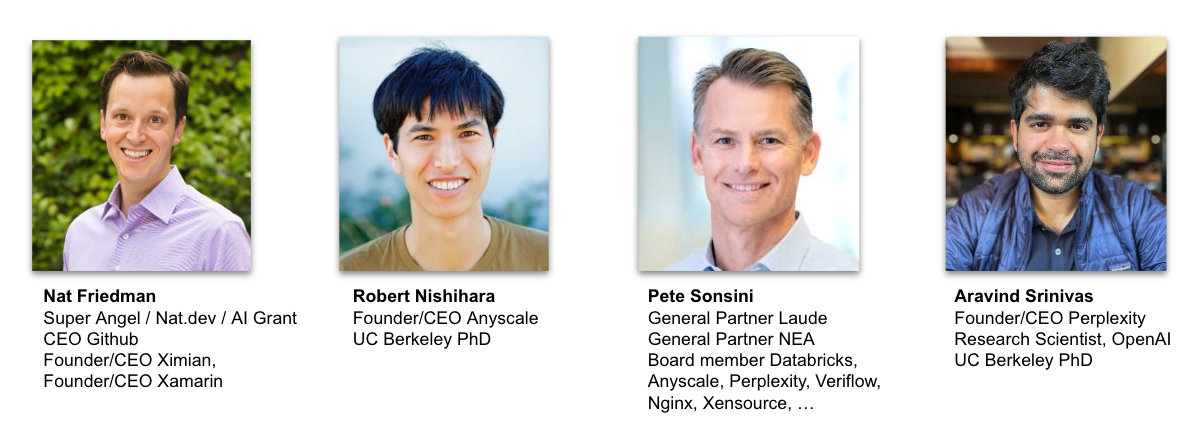 Nat Friedman
Super Angel / Nat.dev / AI Grant
CEO Github
Founder/CEO Ximian,
Founder/CEO Xamarin
Robert Nishihara
Founder/CEO Anyscale
UC Berkeley PhD
Pete Sonsini
General Partner Laude
General Partner NEA
Board member Databricks,
Anyscale, Perplexity, Veriflow,
Nginx, Xensource, …
Aravind Srinivas
Founder/CEO Perplexity
Research Scientist, OpenAI
UC Berkeley PhD